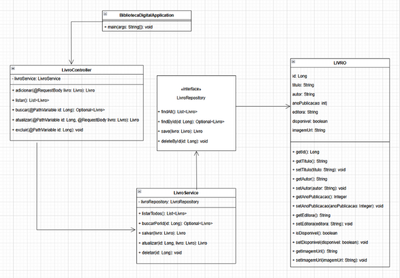 BibliotecaDigitalApplication
+ main(args: String[]): void
LivroController
- livroService: LivroService
+ adicionar(@RequestBody livro): Livro): Livro
+ listar(): List<Livro>
+ buscar(@PathVariable id: Long): Optional<Livro>
+ atualizar(@PathVariable id: Long, @RequestBody livro: Livro): Livro
+ excluir(@PathVariable id: Long): void
«interface»
LivroRepository
+ findAll(): List<Livro>
+ findById(id: Long): Optional<Livro>
+ save(livro: Livro): Livro
+ deleteById(id: Long): void
LivroService
- livroRepository: LivroRepository
+ listarTodos(): List<Livro>
+ buscarPorId(id: Long): Optional<Livro>
+ salvar(livro: Livro): Livro
+ atualizar(id: Long, livro: Livro): Livro
+ deletar(id: Long): void
LIVRO
id: Long
titulo: String
autor: String
anoPublicacao: int
editora: String
disponivel: boolean
imagemUrl: String
+ getId(): Long
+ getTitulo(): String
+ setTitulo(titulo: String): void
+ getAutor(): String
+ setAutor(autor: String): void
+ getAnoPublicacao(): Integer
+ setAnoPublicacao(anoPublicacao: Integer): void
+ getEditora(): String
+ setEditora(editora: String): void
+ isDisponivel(): boolean
+ setDisponivel(disponivel: boolean): void
+ getImagemUrl(): String
+ setImagemUrl(imagemUrl: String): void